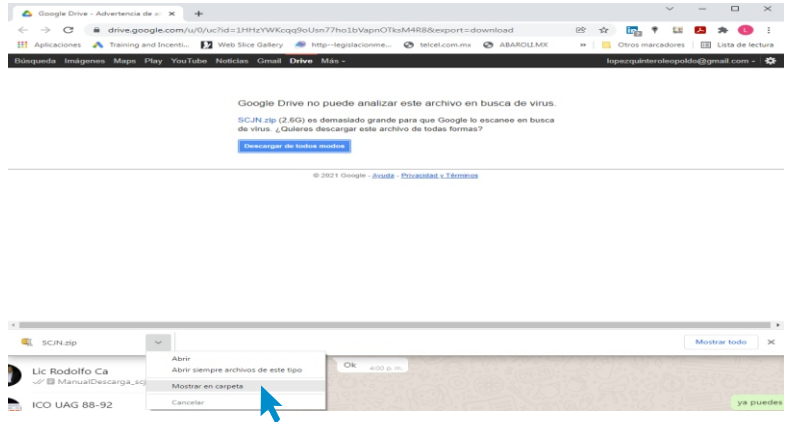 Google Drive - Advertencia de a
drive.google.com/u/0/uc?id=1HHzYWKcqq9oUsn77ho1bVapnOTksM4R8&export=download
Aplicaciones Training and Incenti... Web Slice Gallery http--legislacionme... telcel.com.mx ABAROLL.MX » Otros marcadores Lista de lectura
Búsqueda Imágenes Maps Play YouTube Noticias Gmail Drive Más lopezquinteroleopoldo@gmail.com
Google Drive no puede analizar este archivo en busca de virus.
SCJN.zip (2,6G) es demasiado grande para que Google lo escanee en busca
de virus. ¿Quieres descargar este archivo de todas formas?
Descargar de todos modos
© 2021 Google - Ayuda - Privacidad y Términos
SCJN.zip
Mostrar todo
Abrir
Abrir siempre archivos de este tipo
Mostrar en carpeta
Cancelar
Lic Rodolfo Ca
ManualDescarga_scj
ICO UAG 88-92
Ok 4:00 p. m.
ya puedes